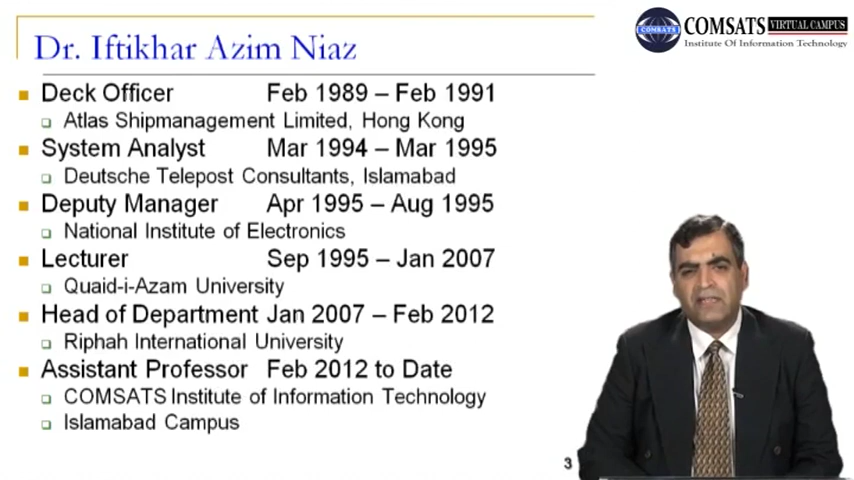 Dr. Iftikhar Azim Niaz
COMSATS VIRTUAL CAMPUS
COMSATS
Institute Of Information Technology
Deck Officer Feb 1989 – Feb 1991
Atlas Shipmanagement Limited, Hong Kong
System Analyst Mar 1994 – Mar 1995
Deutsche Telepost Consultants, Islamabad
Deputy Manager Apr 1995 – Aug 1995
National Institute of Electronics
Lecturer Sep 1995 – Jan 2007
Quaid-i-Azam University
Head of Department Jan 2007 – Feb 2012
Riphah International University
Assistant Professor Feb 2012 to Date
COMSATS Institute of Information Technology
Islamabad Campus
3